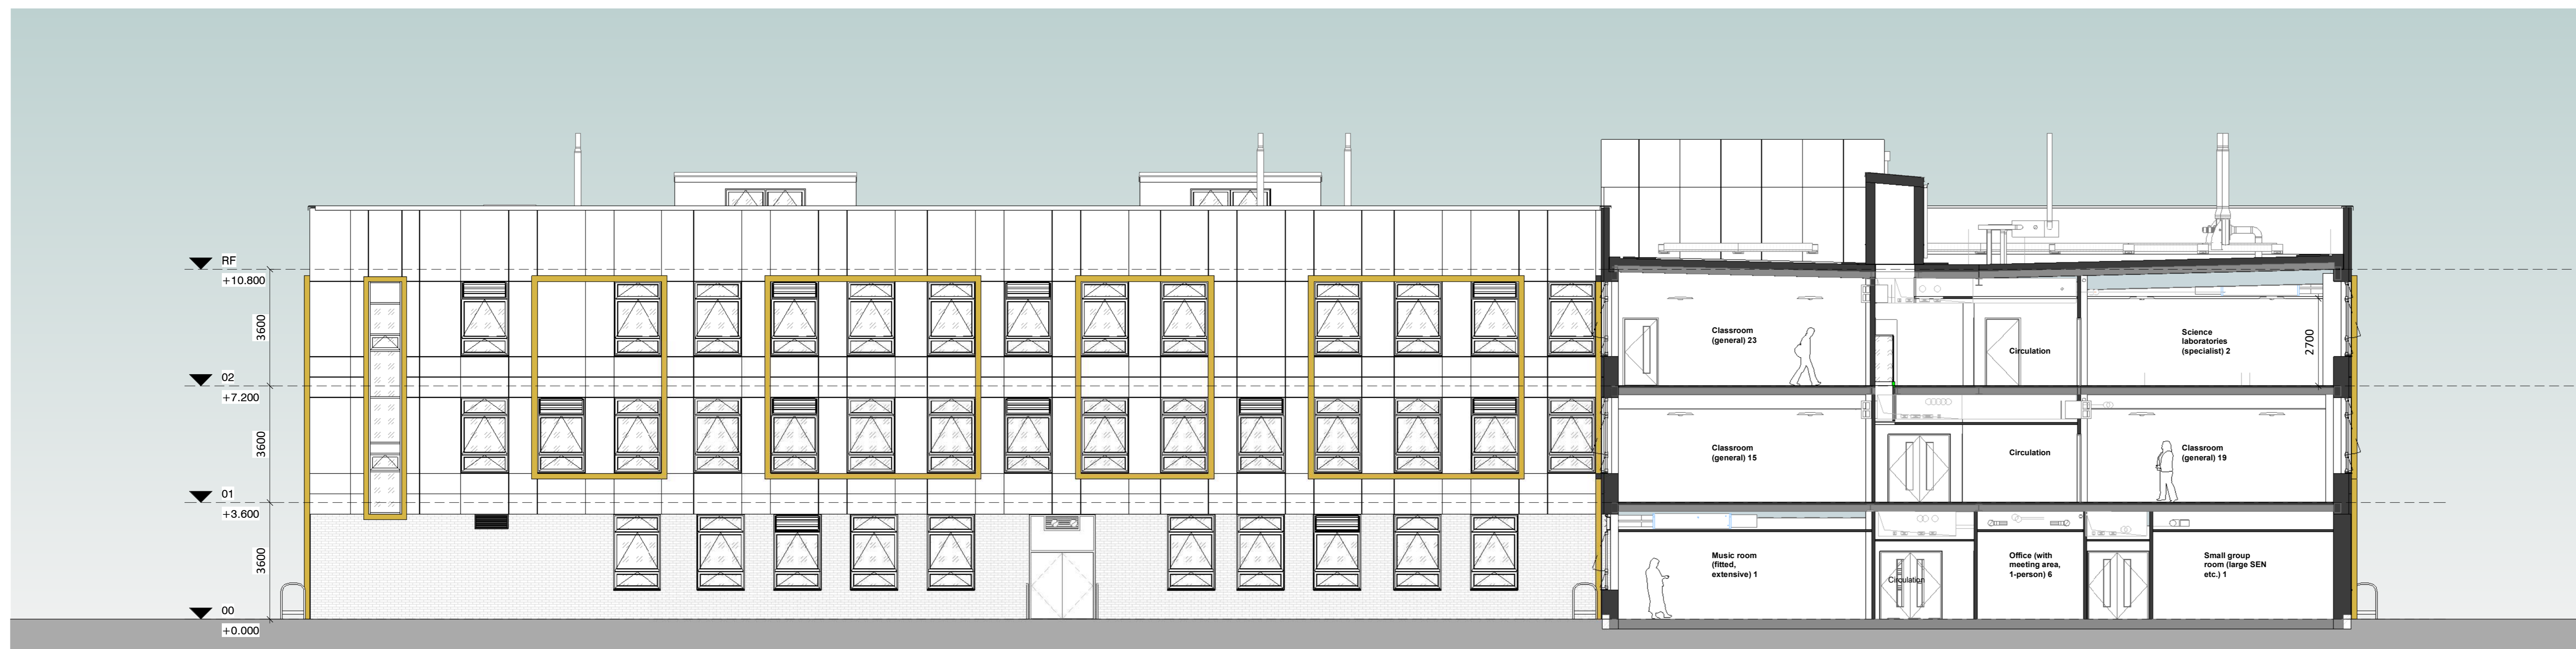 RF
+10.800
3600
02
+7.200
3600
01
+3.600
3600
00
+0.000
Classroom
(general) 23
Circulation
Science
laboratories
(specialist) 2
2700
Classroom
(general) 15
Circulation
Classroom
(general) 19
Music room
(fitted,
extensive) 1
Circulation
Office (with
meeting area,
1-person) 6
Small group
room (large SEN
etc.) 1